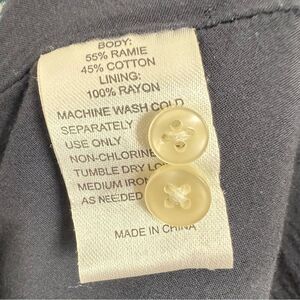 BODY:
55% RAMIE
45% COTTON
LINING:
100% RAYON
MACHINE WASH COLD
SEPARATELY
USE ONLY
NON-CHLORINE
TUMBLE DRY
MEDIUM IRON
AS NEEDED
MADE IN CHINA